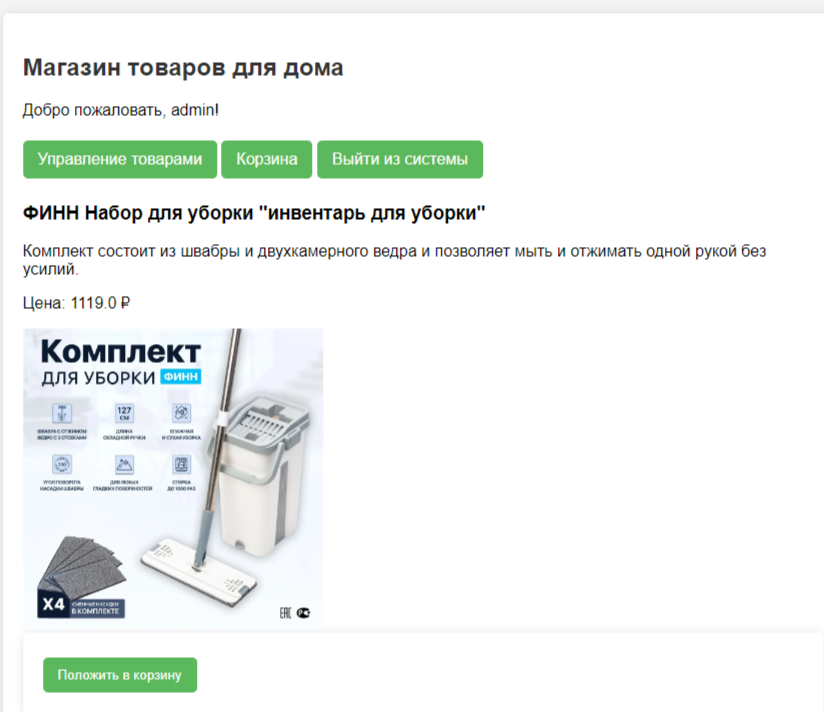 Магазин товаров для дома
Добро пожаловать, admin!
Управление товарами Корзина Выйти из системы
ФИНН Набор для уборки "инвентарь для уборки"
Комплект состоит из швабры и двухкамерного ведра и позволяет мыть и отжимать одной рукой без
усилий.
Цена: 1119.0 ₽
Комплект
ДЛЯ УБОРКИ ФИНН
127
СМ
ШВАБРА С ОТЖИМОМ
ВЕДРО С 2 ОТСЕКАМИ
ДЛИНА
СКЛАДНОЙ РУЧКИ
ВЛАЖНАЯ
И СУХАЯ УБОРКА
УГОЛ ПОВОРОТА
НАСАДКИ ШВАБРЫ
ДЛЯ ЛЮБЫХ
ГЛАДКИХ ПОВЕРХНОСТЕЙ
СТИРКА
ДО 1000 РАЗ
X4 СМЕННЫЕ НАСАДКИ
В КОМПЛЕКТЕ
EAC
Положить в корзину